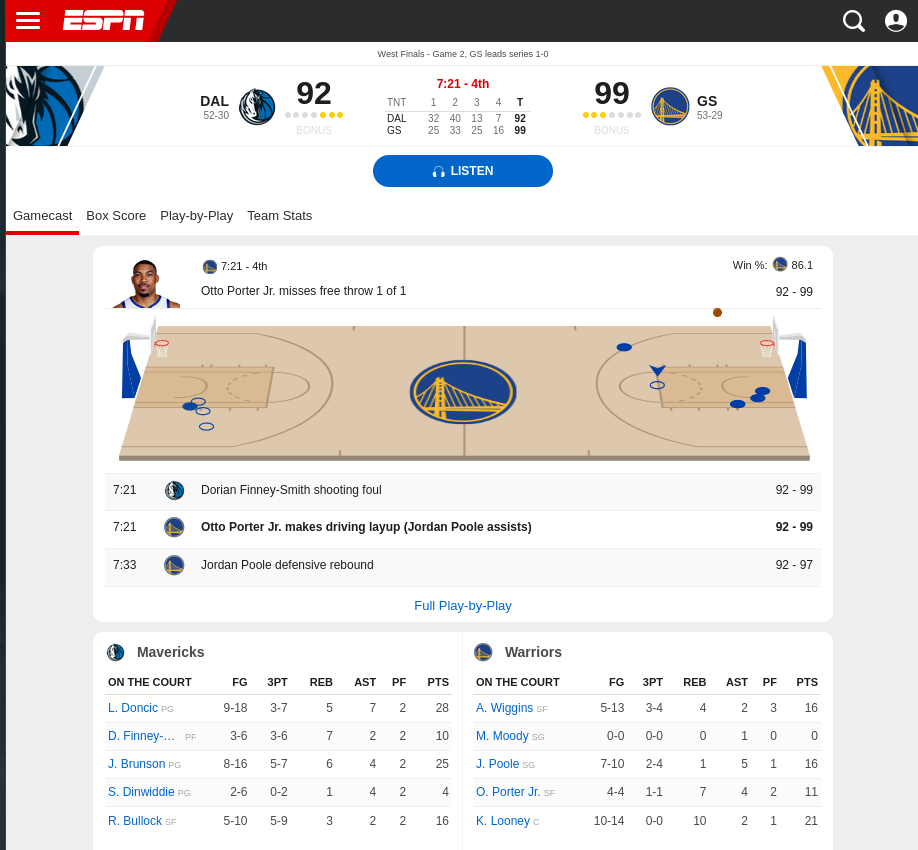 ESPN
West Finals - Game 2, GS leads series 1-0
DAL 52-30 92 BONUS
7:21 - 4th
TNT 1 2 3 4 T
DAL 32 40 13 7 92
GS 25 33 25 16 99
99 BONUS GS 53-29
LISTEN
Gamecast Box Score Play-by-Play Team Stats
7:21 - 4th Win %: 86.1
Otto Porter Jr. misses free throw 1 of 1 92 - 99
7:21 Dorian Finney-Smith shooting foul 92 - 99
7:21 Otto Porter Jr. makes driving layup (Jordan Poole assists) 92 - 99
7:33 Jordan Poole defensive rebound 92 - 97
Full Play-by-Play
Mavericks
ON THE COURT FG 3PT REB AST PF PTS
L. Doncic PG 9-18 3-7 5 7 2 28
D. Finney-... PF 3-6 3-6 7 2 2 10
J. Brunson PG 8-16 5-7 6 4 2 25
S. Dinwiddie PG 2-6 0-2 1 4 2 4
R. Bullock SF 5-10 5-9 3 2 2 16
Warriors
ON THE COURT FG 3PT REB AST PF PTS
A. Wiggins SF 5-13 3-4 4 2 3 16
M. Moody SG 0-0 0-0 0 1 0 0
J. Poole SG 7-10 2-4 1 5 1 16
O. Porter Jr. SF 4-4 1-1 7 4 2 11
K. Looney C 10-14 0-0 10 2 1 21